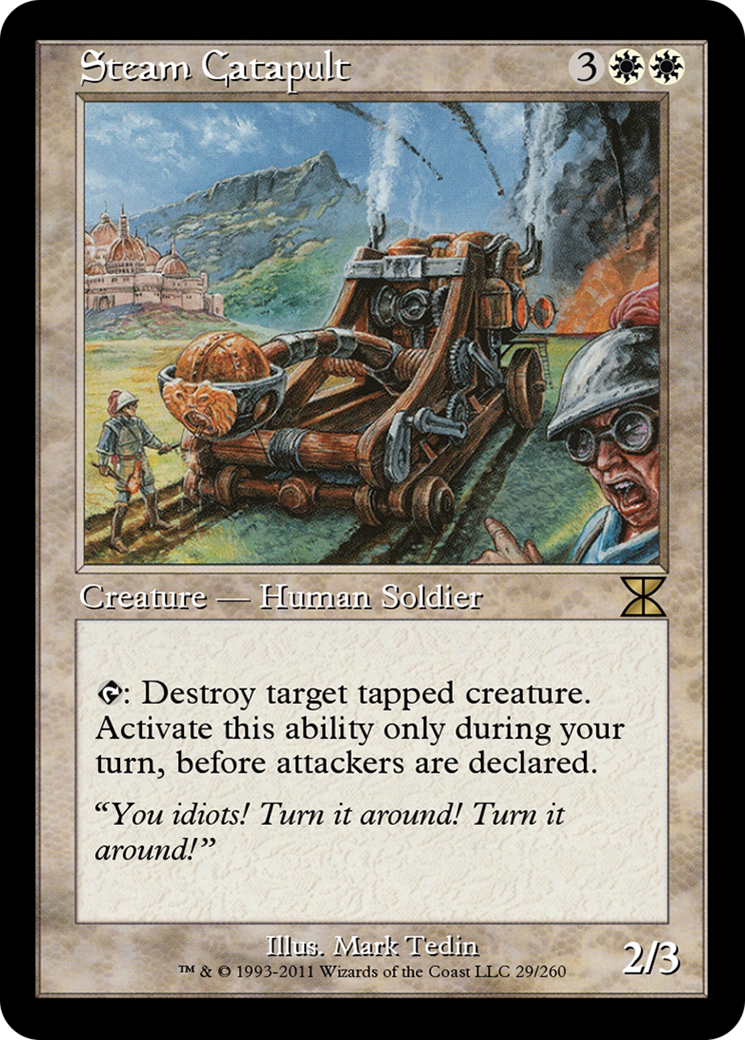 Steam Catapult
3
Creature — Human Soldier
: Destroy target tapped creature.
Activate this ability only during your
turn, before attackers are declared.
“You idiots! Turn it around! Turn it
around!”
Illus. Mark Tedin
™ & © 1993-2011 Wizards of the Coast LLC 29/260
2/3